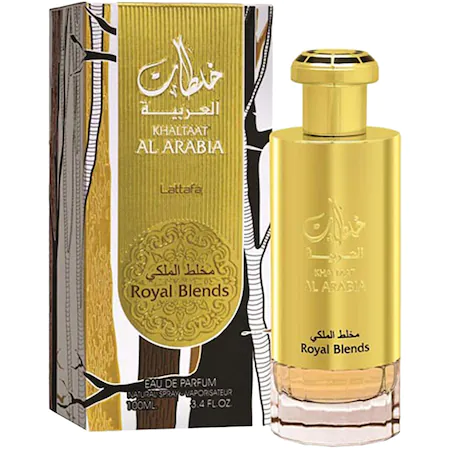 خلطات
العربية
KHALTAAT
AL ARABIA
Lattafa
مخلط الملكي
Royal Blends
EAU DE PARFUM
NATURAL SPRAY VAPORISATEUR
100ML 3.4 FL.OZ.
خلطات
العربية
KHALTAAT
AL ARABIA
مخلط الملكي
Royal Blends